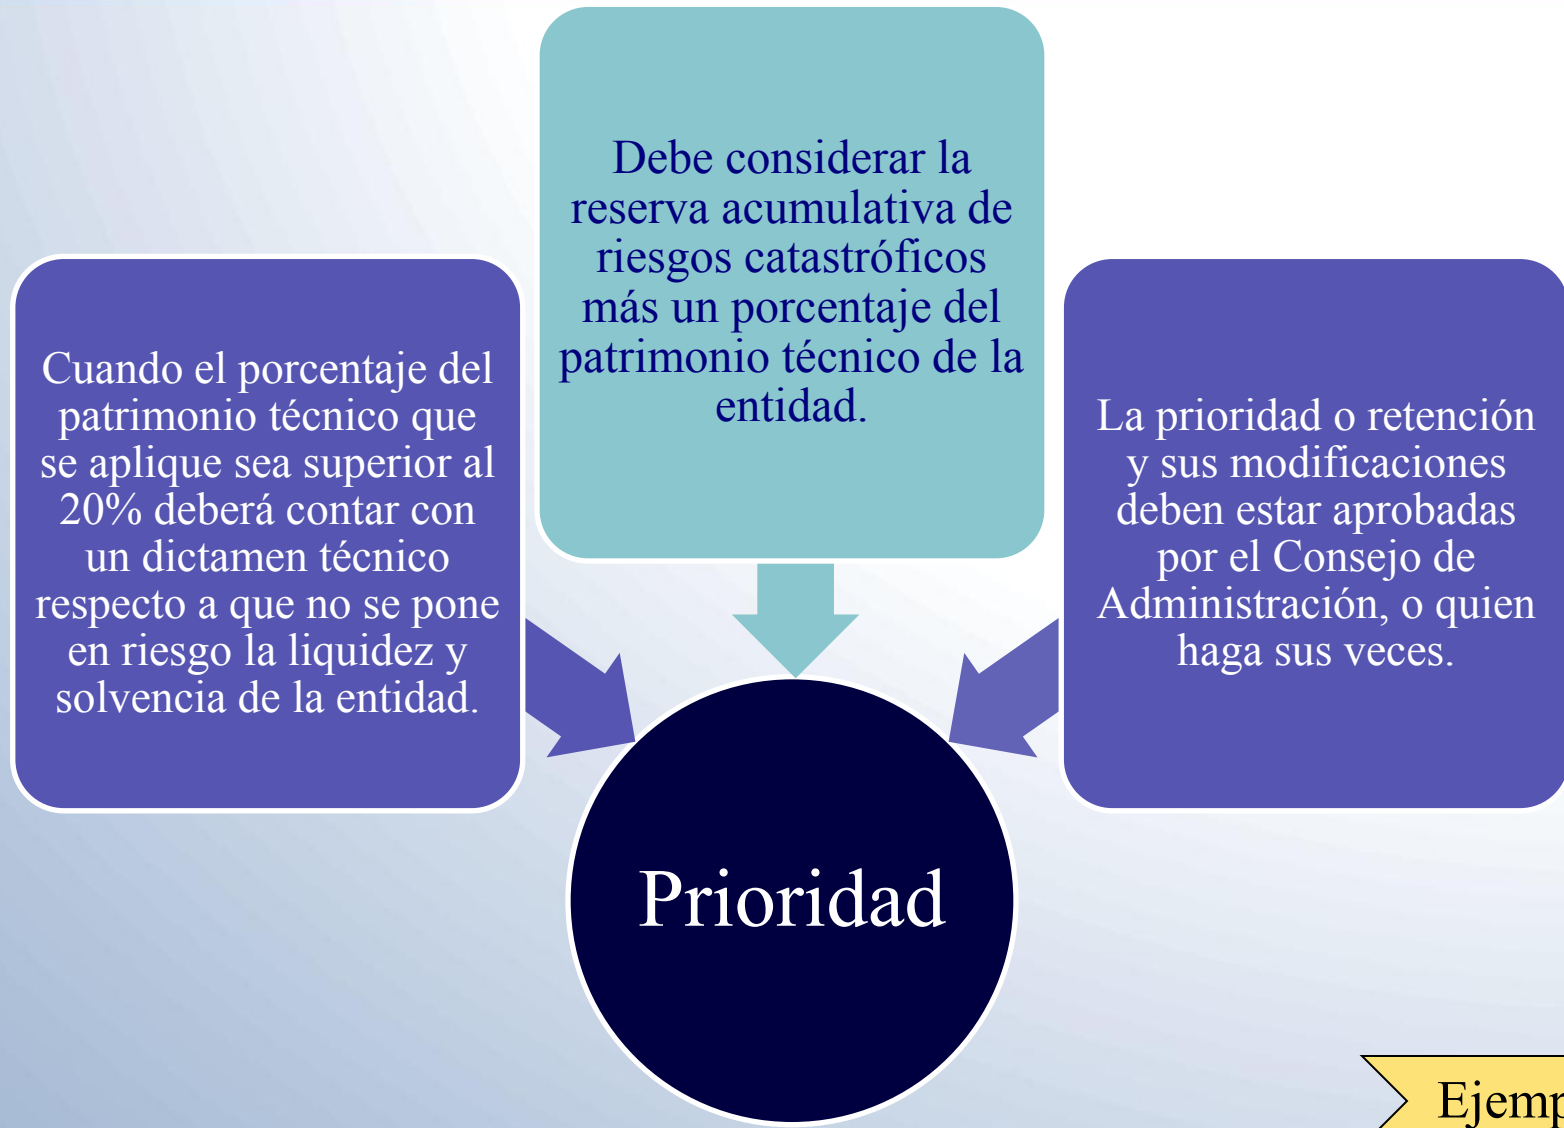 Cuando el porcentaje del
patrimonio técnico que
se aplique sea superior al
20% deberá contar con
un dictamen técnico
respecto a que no se pone
en riesgo la liquidez y
solvencia de la entidad.
Debe considerar la
reserva acumulativa de
riesgos catastróficos
más un porcentaje del
patrimonio técnico de la
entidad.
La prioridad o retención
y sus modificaciones
deben estar aprobadas
por el Consejo de
Administración, o quien
haga sus veces.
Prioridad
Ejemp